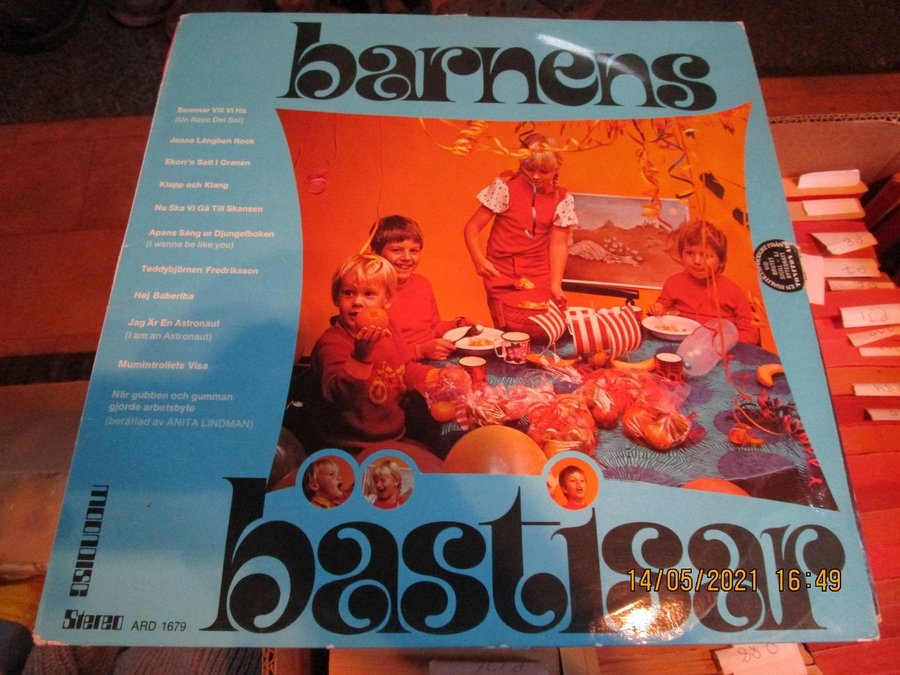 barnens
Sommar Vill Vi Ha
(Un Rayo Del Sol)
Janne Långben Rock
Ekorr'n Satt I Granen
Klapp och Klang
Nu Ska Vi Gå Till Skansen
Apans Sång ur Djungelboken
(I wanna be like you)
Teddybjörnen Fredriksson
Hej Baberiba
Jag Är En Astronaut
(I am an Astronaut)
Mumintrollets Visa
När gubben och gumman
gjorde arbetsbyte
(berättad av ANITA LINDMAN)
bästisar
moondisc
Stereo ARD 1679
14/05/2021 16:49